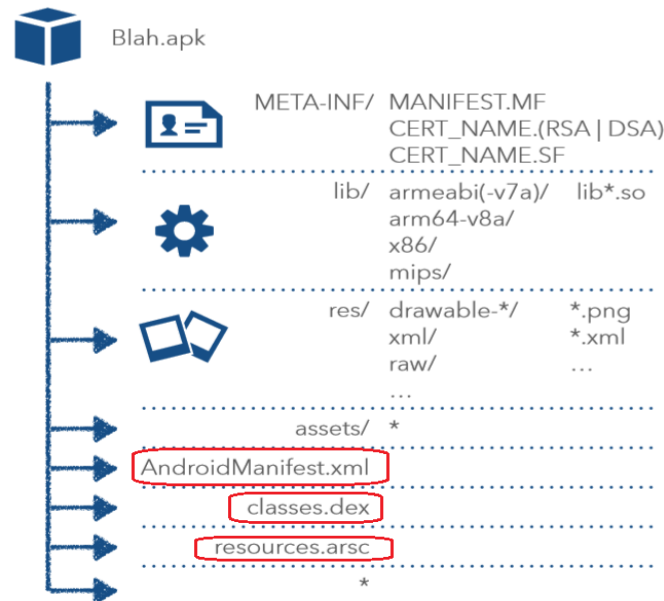 Blah.apk
META-INF/ MANIFEST.MF
CERT_NAME.(RSA | DSA)
CERT_NAME.SF
lib/ armeabi(-v7a)/ lib*.so
arm64-v8a/
x86/
mips/
res/ drawable-*/ *.png
xml/ *.xml
raw/ ...
...
assets/ *
AndroidManifest.xml
classes.dex
resources.arsc
*